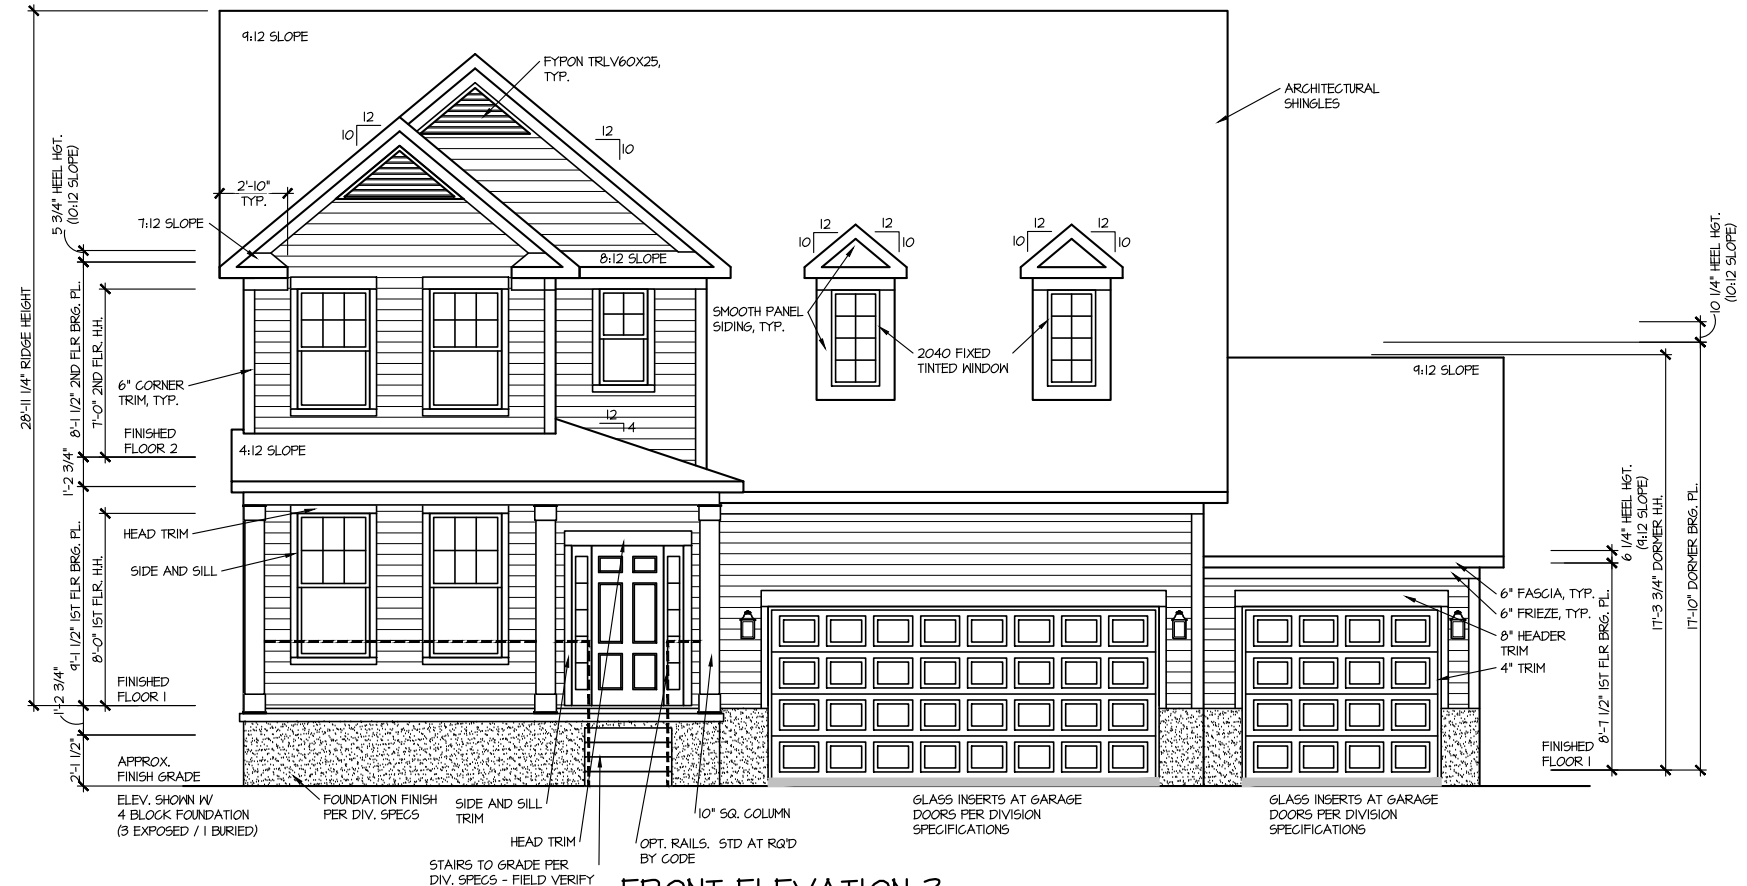 9:12 SLOPE
FYPON TRLV60X25,
TYP.
ARCHITECTURAL
SHINGLES
12
10
12
10
5 3/4" HEEL HGT.
(10:12 SLOPE)
2'-10"
TYP.
7:12 SLOPE
8:12 SLOPE
12
10
12
10
12
10
12
10
10 1/4" HEEL HGT.
(10:12 SLOPE)
28'-11 1/4" RIDGE HEIGHT
8'-1 1/2" 2ND FLR BRG. PL.
7'-0" 2ND FLR. H.H.
SMOOTH PANEL
SIDING, TYP.
2040 FIXED
TINTED WINDOW
9:12 SLOPE
6" CORNER
TRIM, TYP.
12
4
FINISHED
FLOOR 2
4:12 SLOPE
1'-2 3/4"
9'-1 1/2" 1ST FLR BRG. PL.
8'-0" 1ST FLR. H.H.
HEAD TRIM
SIDE AND SILL
6 1/4" HEEL HGT.
(9:12 SLOPE)
17'-3 3/4" DORMER H.H.
17'-10" DORMER BRG. PL.
6" FASCIA, TYP.
6" FRIEZE, TYP.
8" HEADER
TRIM
4" TRIM
8'-7 1/2" 1ST FLR BRG. PL.
FINISHED
FLOOR 1
1'-2 3/4"
2'-1 1/2"
FINISHED
FLOOR 1
APPROX.
FINISH GRADE
ELEV. SHOWN W/
4 BLOCK FOUNDATION
(3 EXPOSED / 1 BURIED)
FOUNDATION FINISH
PER DIV. SPECS
SIDE AND SILL
TRIM
10" SQ. COLUMN
GLASS INSERTS AT GARAGE
DOORS PER DIVISION
SPECIFICATIONS
GLASS INSERTS AT GARAGE
DOORS PER DIVISION
SPECIFICATIONS
HEAD TRIM
OPT. RAILS. STD AT RQ'D
BY CODE
STAIRS TO GRADE PER
DIV. SPECS - FIELD VERIFY
FRONT ELEVATION